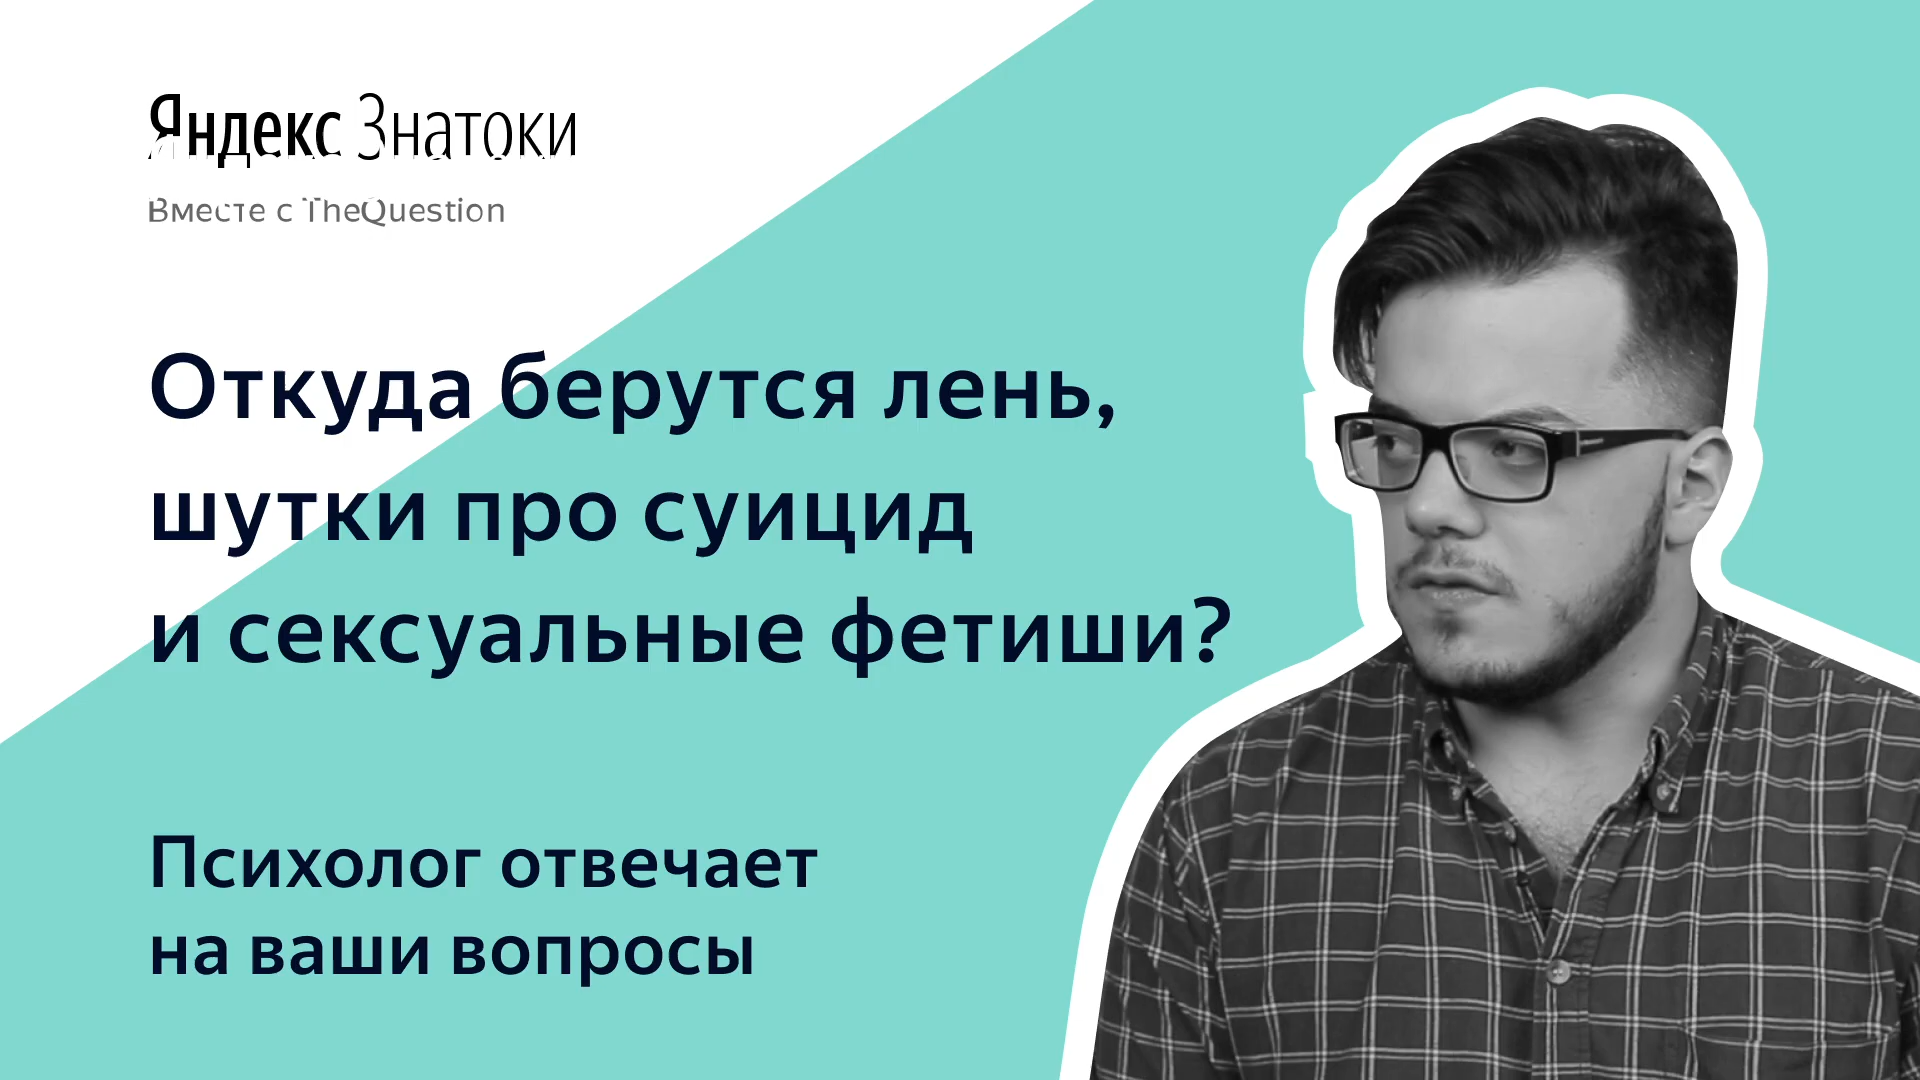 Яндекс Знатоки
Вместе с TheQuestion
Откуда берутся лень,
шутки про суицид
и сексуальные фетиши?
Психолог отвечает
на ваши вопросы